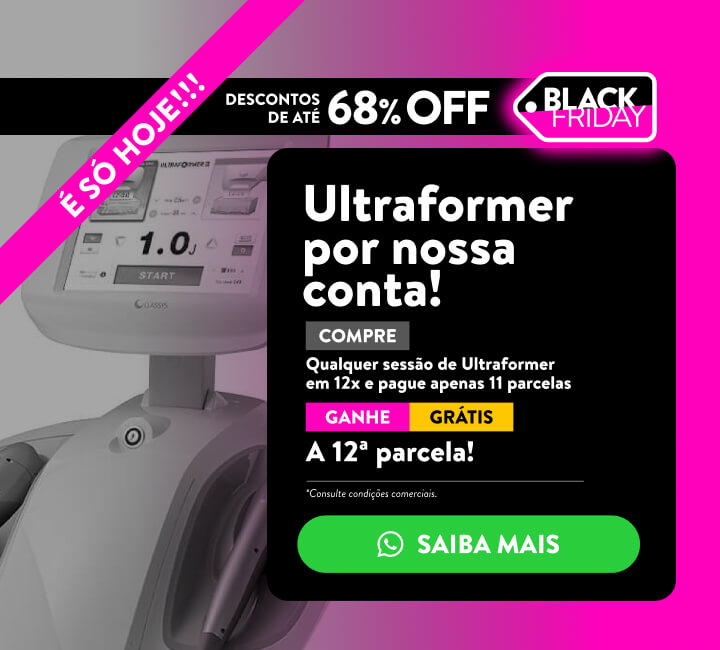 É SÓ HOJE!!!
DESCONTOS
DE ATÉ
68% OFF
BLACK
FRIDAY
ULTRAFORMER III
1.0J
START
CLASSYS
Ultraformer
por nossa
conta!
COMPRE
Qualquer sessão de Ultraformer
em 12x e pague apenas 11 parcelas
GANHE GRÁTIS
A 12ª parcela!
*Consulte condições comerciais.
SAIBA MAIS